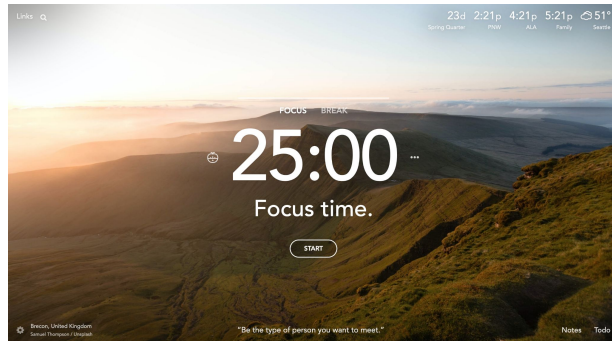 Links
23d 2:21p 4:21p 5:21p 51°
Spring Quarter PNW ALA Family Seattle
FOCUS BREAK
25:00
Focus time.
START
Brecon, United Kingdom
Samuel Thompson / Unsplash
"Be the type of person you want to meet."
Notes Todo